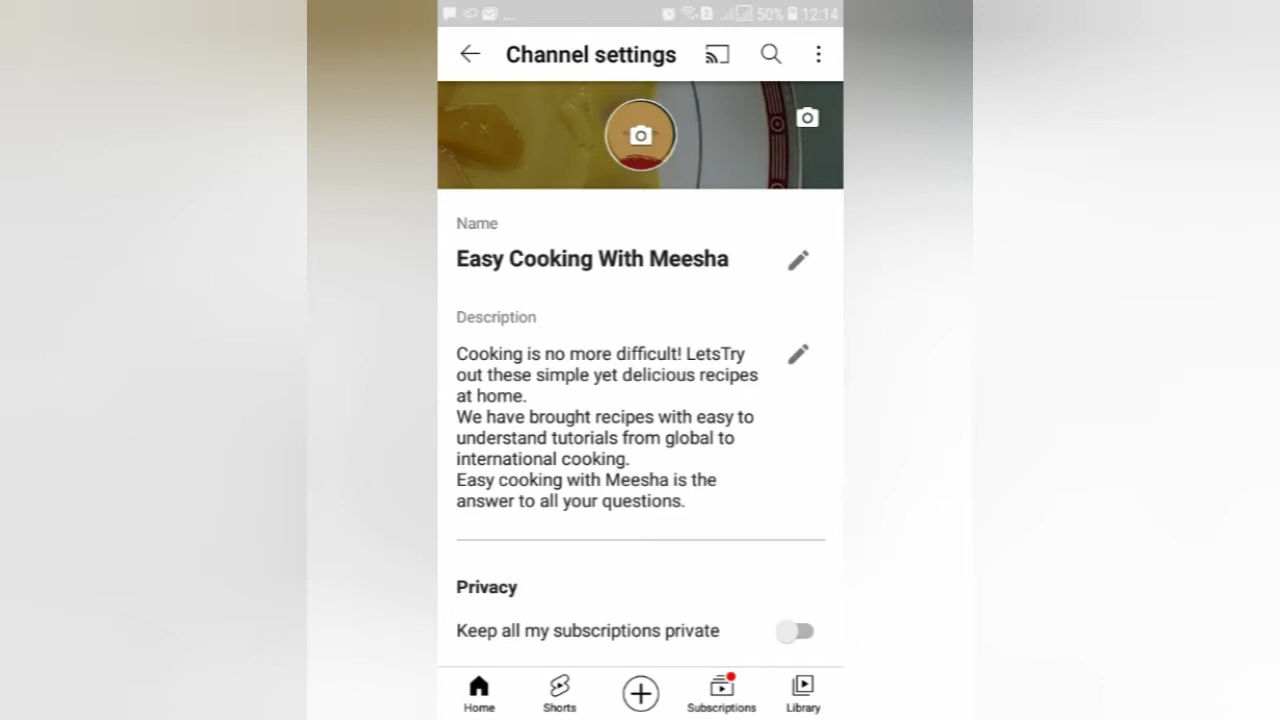 ... 50% 12:14
Channel settings
Name
Easy Cooking With Meesha
Description
Cooking is no more difficult! LetsTry
out these simple yet delicious recipes
at home.
We have brought recipes with easy to
understand tutorials from global to
international cooking.
Easy cooking with Meesha is the
answer to all your questions.
Privacy
Keep all my subscriptions private
Home Shorts Subscriptions Library